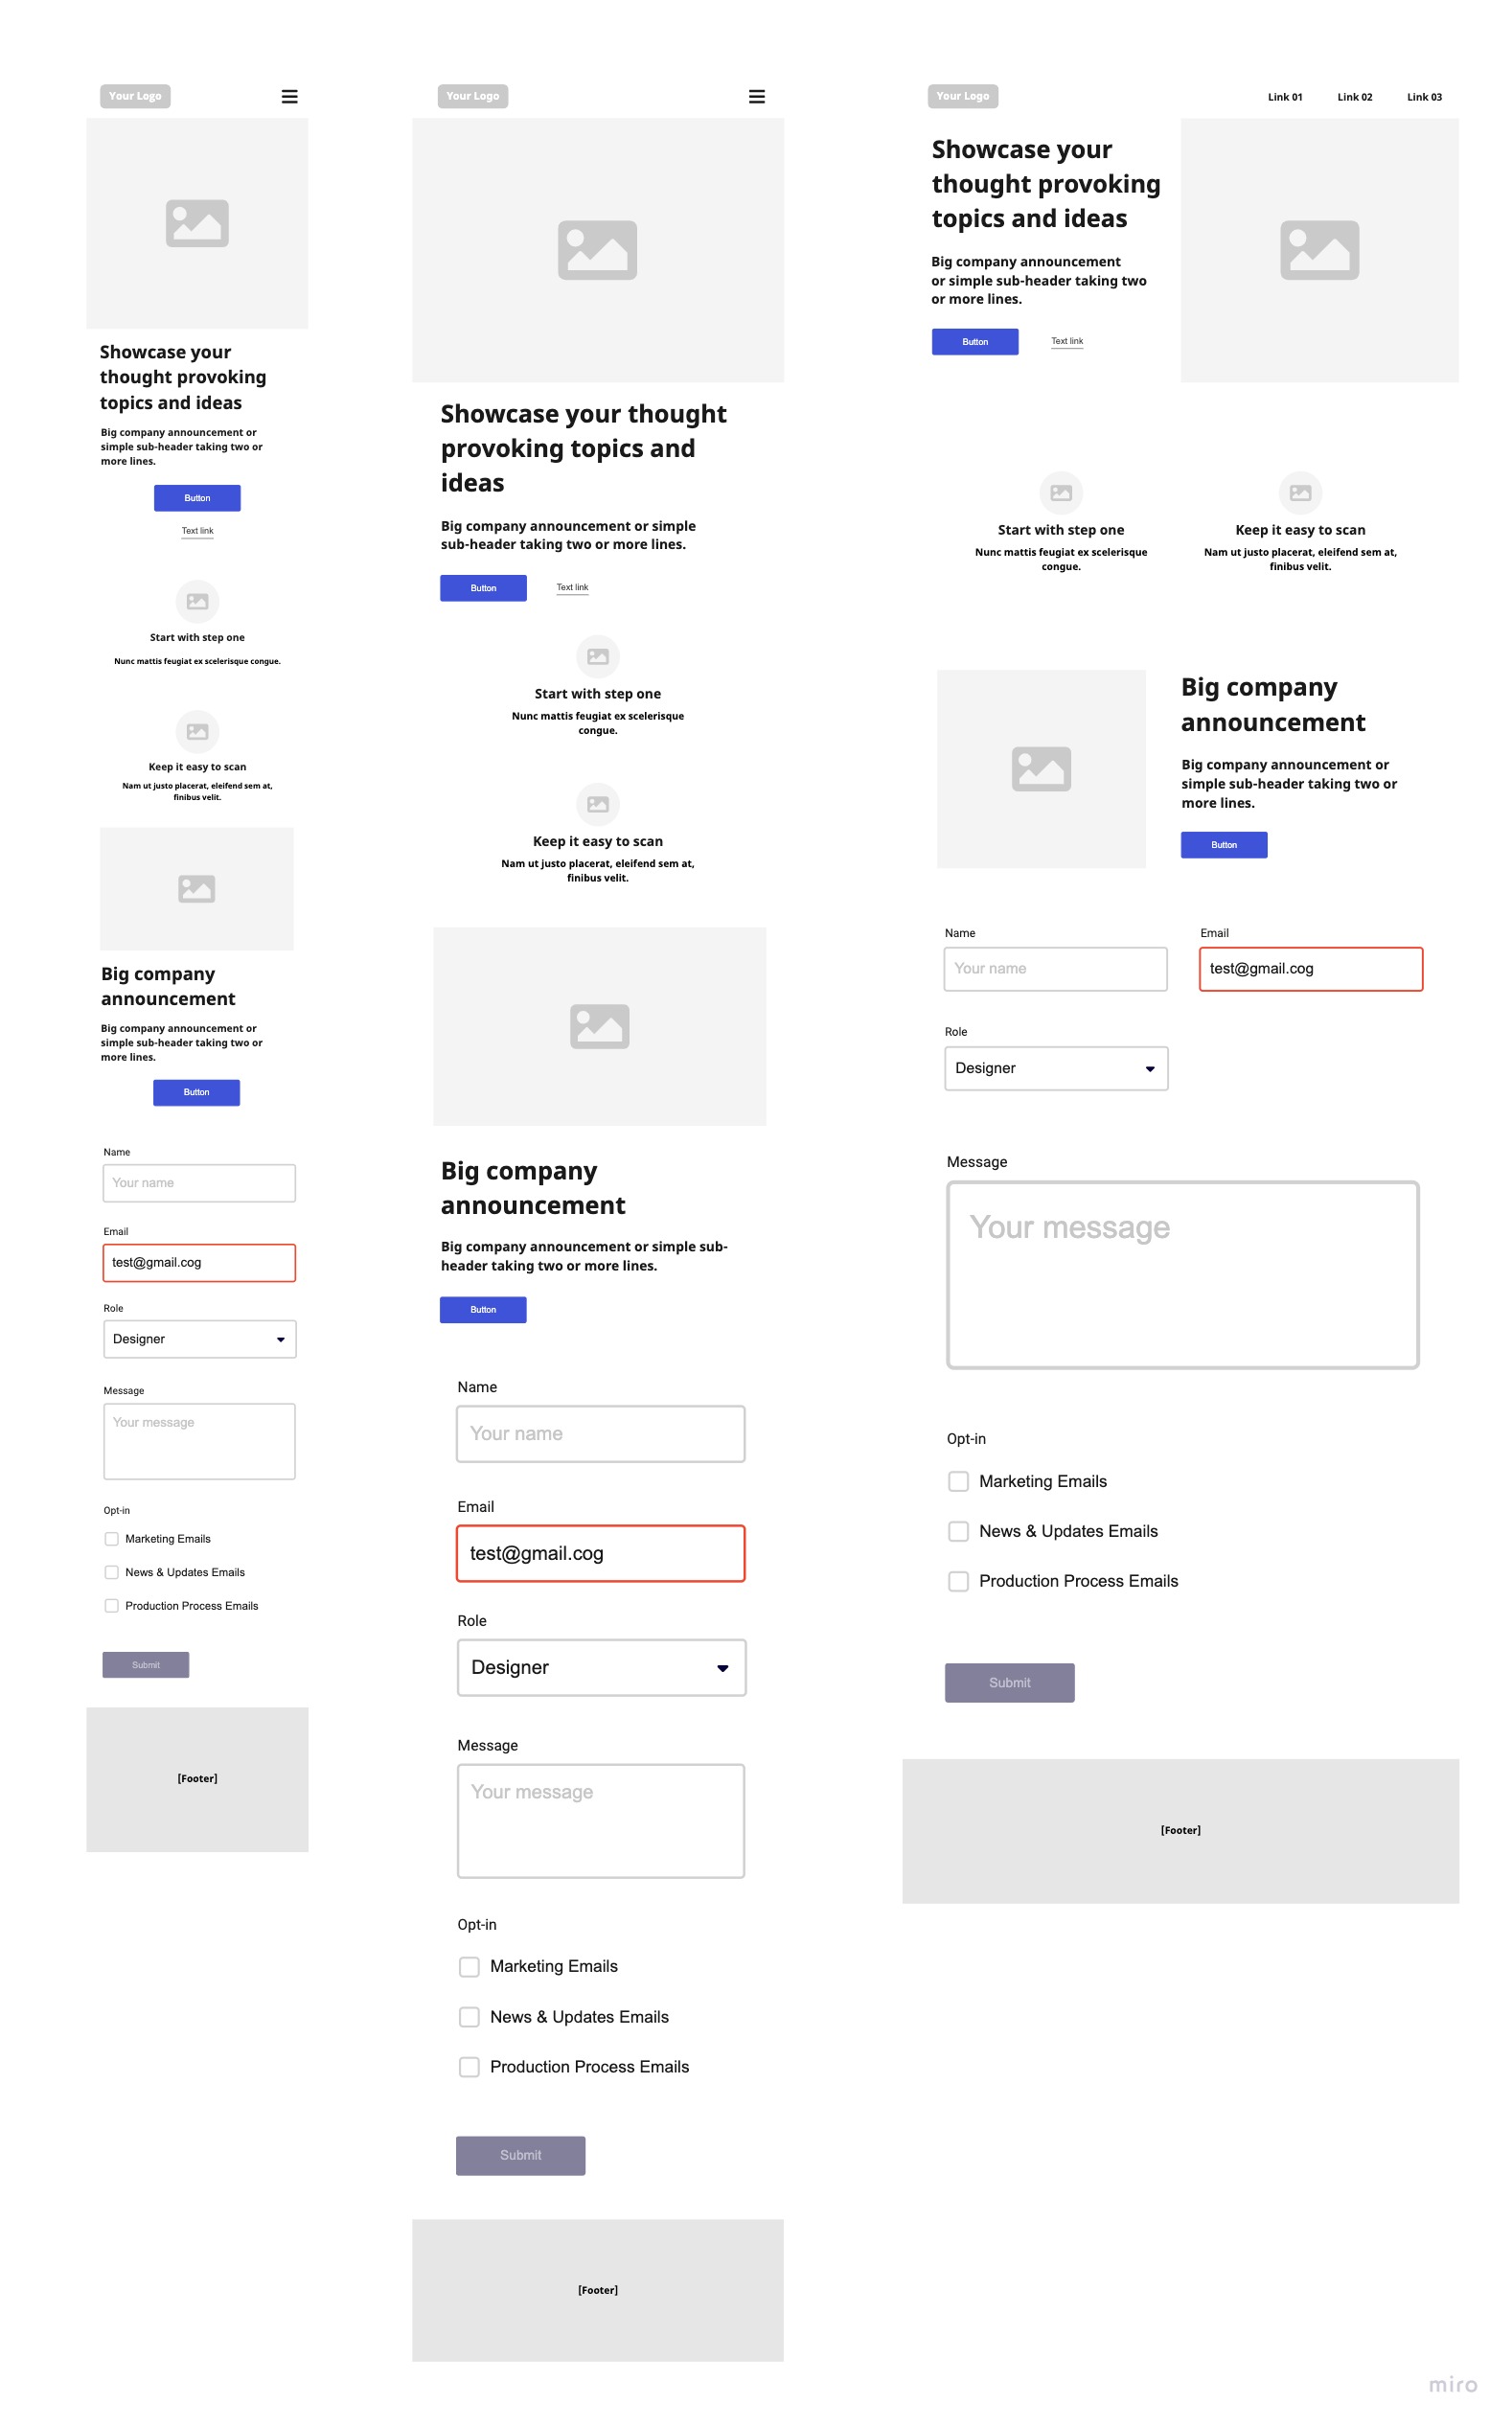 Your Logo
Showcase your
thought provoking
topics and ideas
Big company announcement or
simple sub-header taking two or
more lines.
Button
Text link
Start with step one
Nunc mattis feugiat ex scelerisque congue.
Keep it easy to scan
Nam ut justo placerat, eleifend sem at,
finibus velit.
Big company
announcement
Big company announcement or
simple sub-header taking two or
more lines.
Button
Name
Your name
Email
test@gmail.cog
Role
Designer
Message
Your message
Opt-in
Marketing Emails
News & Updates Emails
Production Process Emails
Submit
[Footer]
Your Logo
Showcase your thought
provoking topics and
ideas
Big company announcement or simple
sub-header taking two or more lines.
Button
Text link
Start with step one
Nunc mattis feugiat ex scelerisque
congue.
Keep it easy to scan
Nam ut justo placerat, eleifend sem at,
finibus velit.
Big company
announcement
Big company announcement or simple sub-
header taking two or more lines.
Button
Name
Your name
Email
test@gmail.cog
Role
Designer
Message
Your message
Opt-in
Marketing Emails
News & Updates Emails
Production Process Emails
Submit
[Footer]
Your Logo
Link 01
Link 02
Link 03
Showcase your
thought provoking
topics and ideas
Big company announcement
or simple sub-header taking two
or more lines.
Button
Text link
Start with step one
Nunc mattis feugiat ex scelerisque
congue.
Keep it easy to scan
Nam ut justo placerat, eleifend sem at,
finibus velit.
Big company
announcement
Big company announcement or
simple sub-header taking two or
more lines.
Button
Name
Your name
Email
test@gmail.cog
Role
Designer
Message
Your message
Opt-in
Marketing Emails
News & Updates Emails
Production Process Emails
Submit
[Footer]
miro